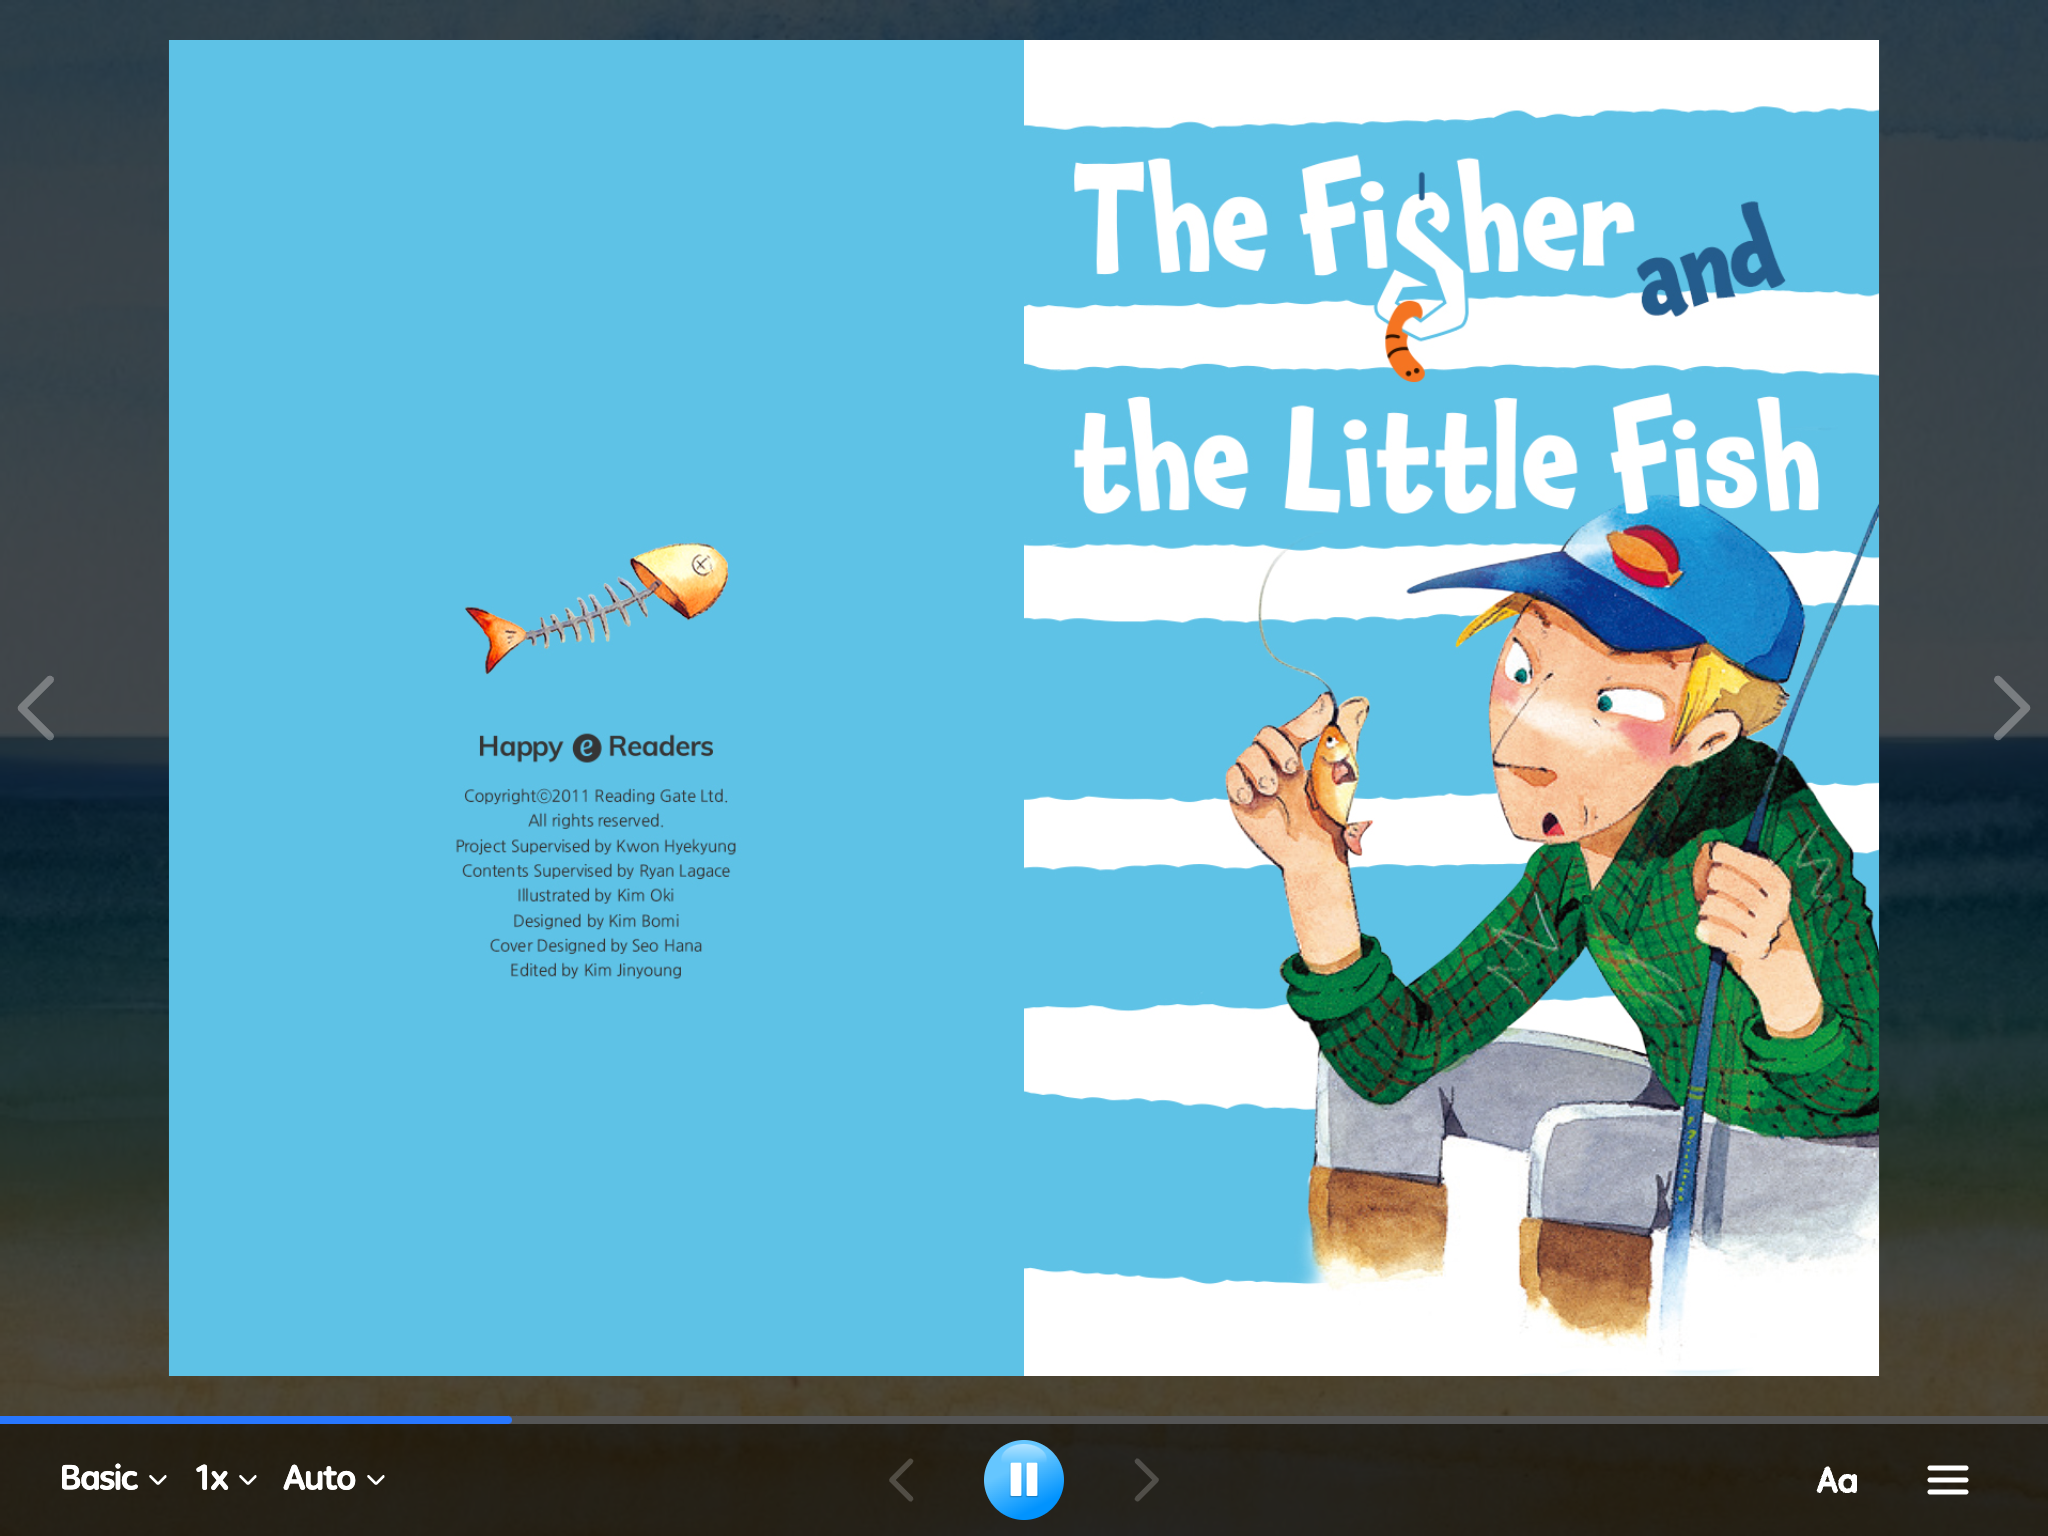 Happy e Readers
Copyright©2011 Reading Gate Ltd.
All rights reserved.
Project Supervised by Kwon Hyekyung
Contents Supervised by Ryan Lagace
Illustrated by Kim Oki
Designed by Kim Bomi
Cover Designed by Seo Hana
Edited by Kim Jinyoung
The Fisher and
the Little Fish
Basic 1x Auto Aa